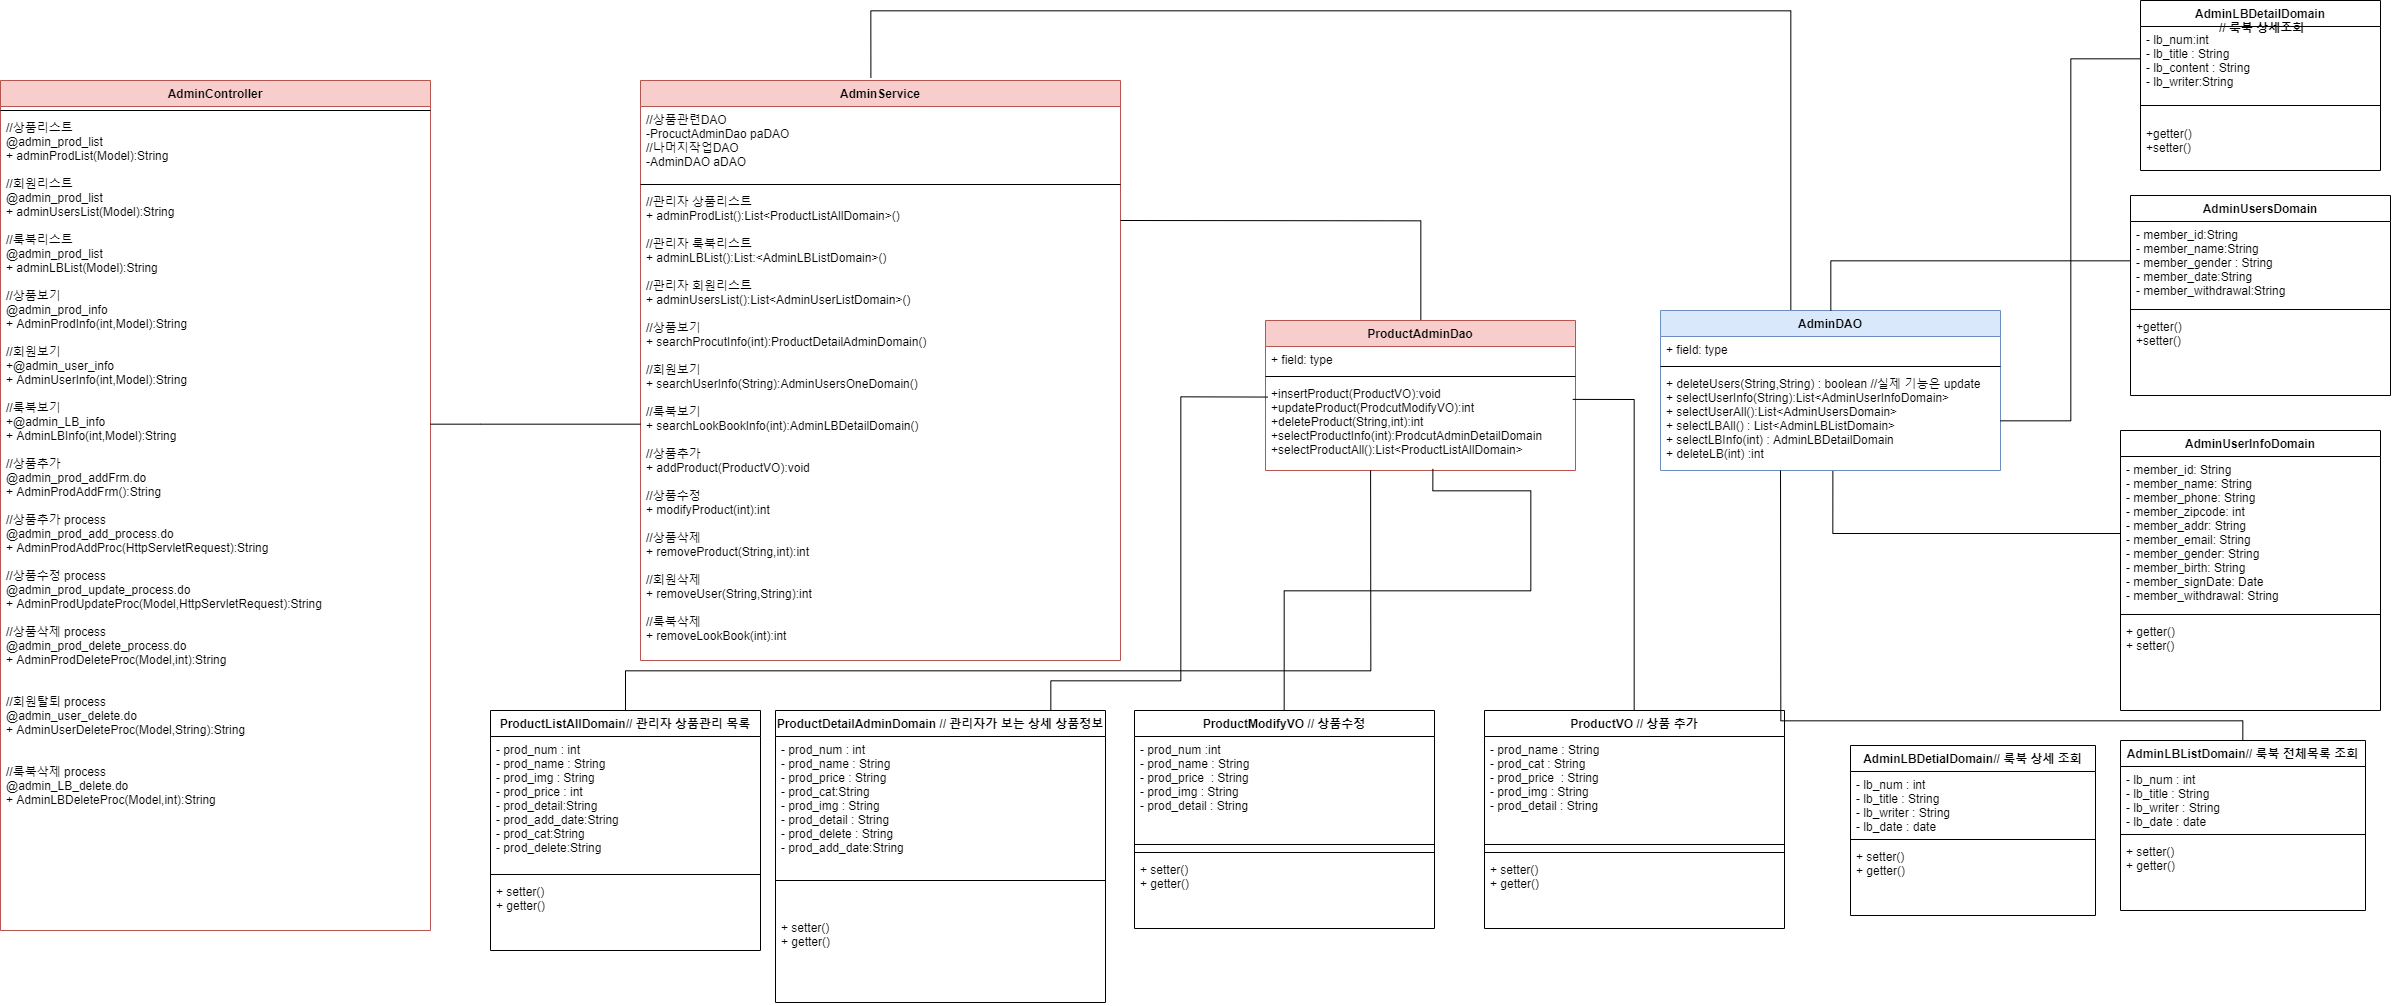 AdminController
//상품리스트
@admin_prod_list
+ adminProdList(Model):String
//회원리스트
@admin_prod_list
+ adminUsersList(Model):String
//룩북리스트
@admin_prod_list
+ adminLBList(Model):String
//상품보기
@admin_prod_info
+ AdminProdInfo(int,Model):String
//회원보기
+@admin_user_info
+ AdminUserInfo(int,Model):String
//룩북보기
+@admin_LB_info
+ AdminLBInfo(int,Model):String
//상품추가
@admin_prod_addFrm.do
+ AdminProdAddFrm():String
//상품추가 process
@admin_prod_add_process.do
+ AdminProdAddProc(HttpServletRequest):String
//상품수정 process
@admin_prod_update_process.do
+ AdminProdUpdateProc(Model,HttpServletRequest):String
//상품삭제 process
@admin_prod_delete_process.do
+ AdminProdDeleteProc(Model,int):String
//회원탈퇴 process
@admin_user_delete.do
+ AdminUserDeleteProc(Model,String):String
//룩북삭제 process
@admin_LB_delete.do
+ AdminLBDeleteProc(Model,int):String
AdminService
//상품관련DAO
-ProcuctAdminDao paDAO
//나머지작업DAO
-AdminDAO aDAO
//관리자 상품리스트
+ adminProdList():List<ProductListAllDomain>()
//관리자 룩북리스트
+ adminLBList():List:<AdminLBListDomain>()
//관리자 회원리스트
+ adminUsersList():List<AdminUserListDomain>()
//상품보기
+ searchProcutInfo(int):ProductDetailAdminDomain()
//회원보기
+ searchUserInfo(String):AdminUsersOneDomain()
//룩북보기
+ searchLookBookInfo(int):AdminLBDetailDomain()
//상품추가
+ addProduct(ProductVO):void
//상품수정
+ modifyProduct(int):int
//상품삭제
+ removeProduct(String,int):int
//회원삭제
+ removeUser(String,String):int
//룩북삭제
+ removeLookBook(int):int
ProductAdminDao
+ field: type
+insertProduct(ProductVO):void
+updateProduct(ProdcutModifyVO):int
+deleteProduct(String,int):int
+selectProductInfo(int):ProdcutAdminDetailDomain
+selectProductAll():List<ProductListAllDomain>
AdminDAO
+ field: type
+ deleteUsers(String,String) : boolean //실제 기능은 update
+ selectUserInfo(String):List<AdminUserInfoDomain>
+ selectUserAll():List<AdminUsersDomain>
+ selectLBAll() : List<AdminLBListDomain>
+ selectLBInfo(int) : AdminLBDetailDomain
+ deleteLB(int) :int
AdminLBDetailDomain
// 룩북 상세조회
- lb_num:int
- lb_title : String
- lb_content : String
- lb_writer:String
+getter()
+setter()
AdminUsersDomain
- member_id:String
- member_name:String
- member_gender : String
- member_date:String
- member_withdrawal:String
+getter()
+setter()
AdminUserInfoDomain
- member_id: String
- member_name: String
- member_phone: String
- member_zipcode: int
- member_addr: String
- member_email: String
- member_gender: String
- member_birth: String
- member_signDate: Date
- member_withdrawal: String
+ getter()
+ setter()
ProductListAllDomain// 관리자 상품관리 목록
- prod_num : int
- prod_name : String
- prod_img : String
- prod_price : int
- prod_detail:String
- prod_add_date:String
- prod_cat:String
- prod_delete:String
+ setter()
+ getter()
ProductDetailAdminDomain // 관리자가 보는 상세 상품정보
- prod_num : int
- prod_name : String
- prod_price : String
- prod_cat:String
- prod_img : String
- prod_detail : String
- prod_delete : String
- prod_add_date:String
+ setter()
+ getter()
ProductModifyVO // 상품수정
- prod_num :int
- prod_name : String
- prod_price : String
- prod_img : String
- prod_detail : String
+ setter()
+ getter()
ProductVO // 상품 추가
- prod_name : String
- prod_cat : String
- prod_price : String
- prod_img : String
- prod_detail : String
+ setter()
+ getter()
AdminLBDetialDomain// 룩북 상세 조회
- lb_num : int
- lb_title : String
- lb_writer : String
- lb_date : date
+ setter()
+ getter()
AdminLBListDomain// 룩북 전체목록 조회
- lb_num : int
- lb_title : String
- lb_writer : String
- lb_date : date
+ setter()
+ getter()